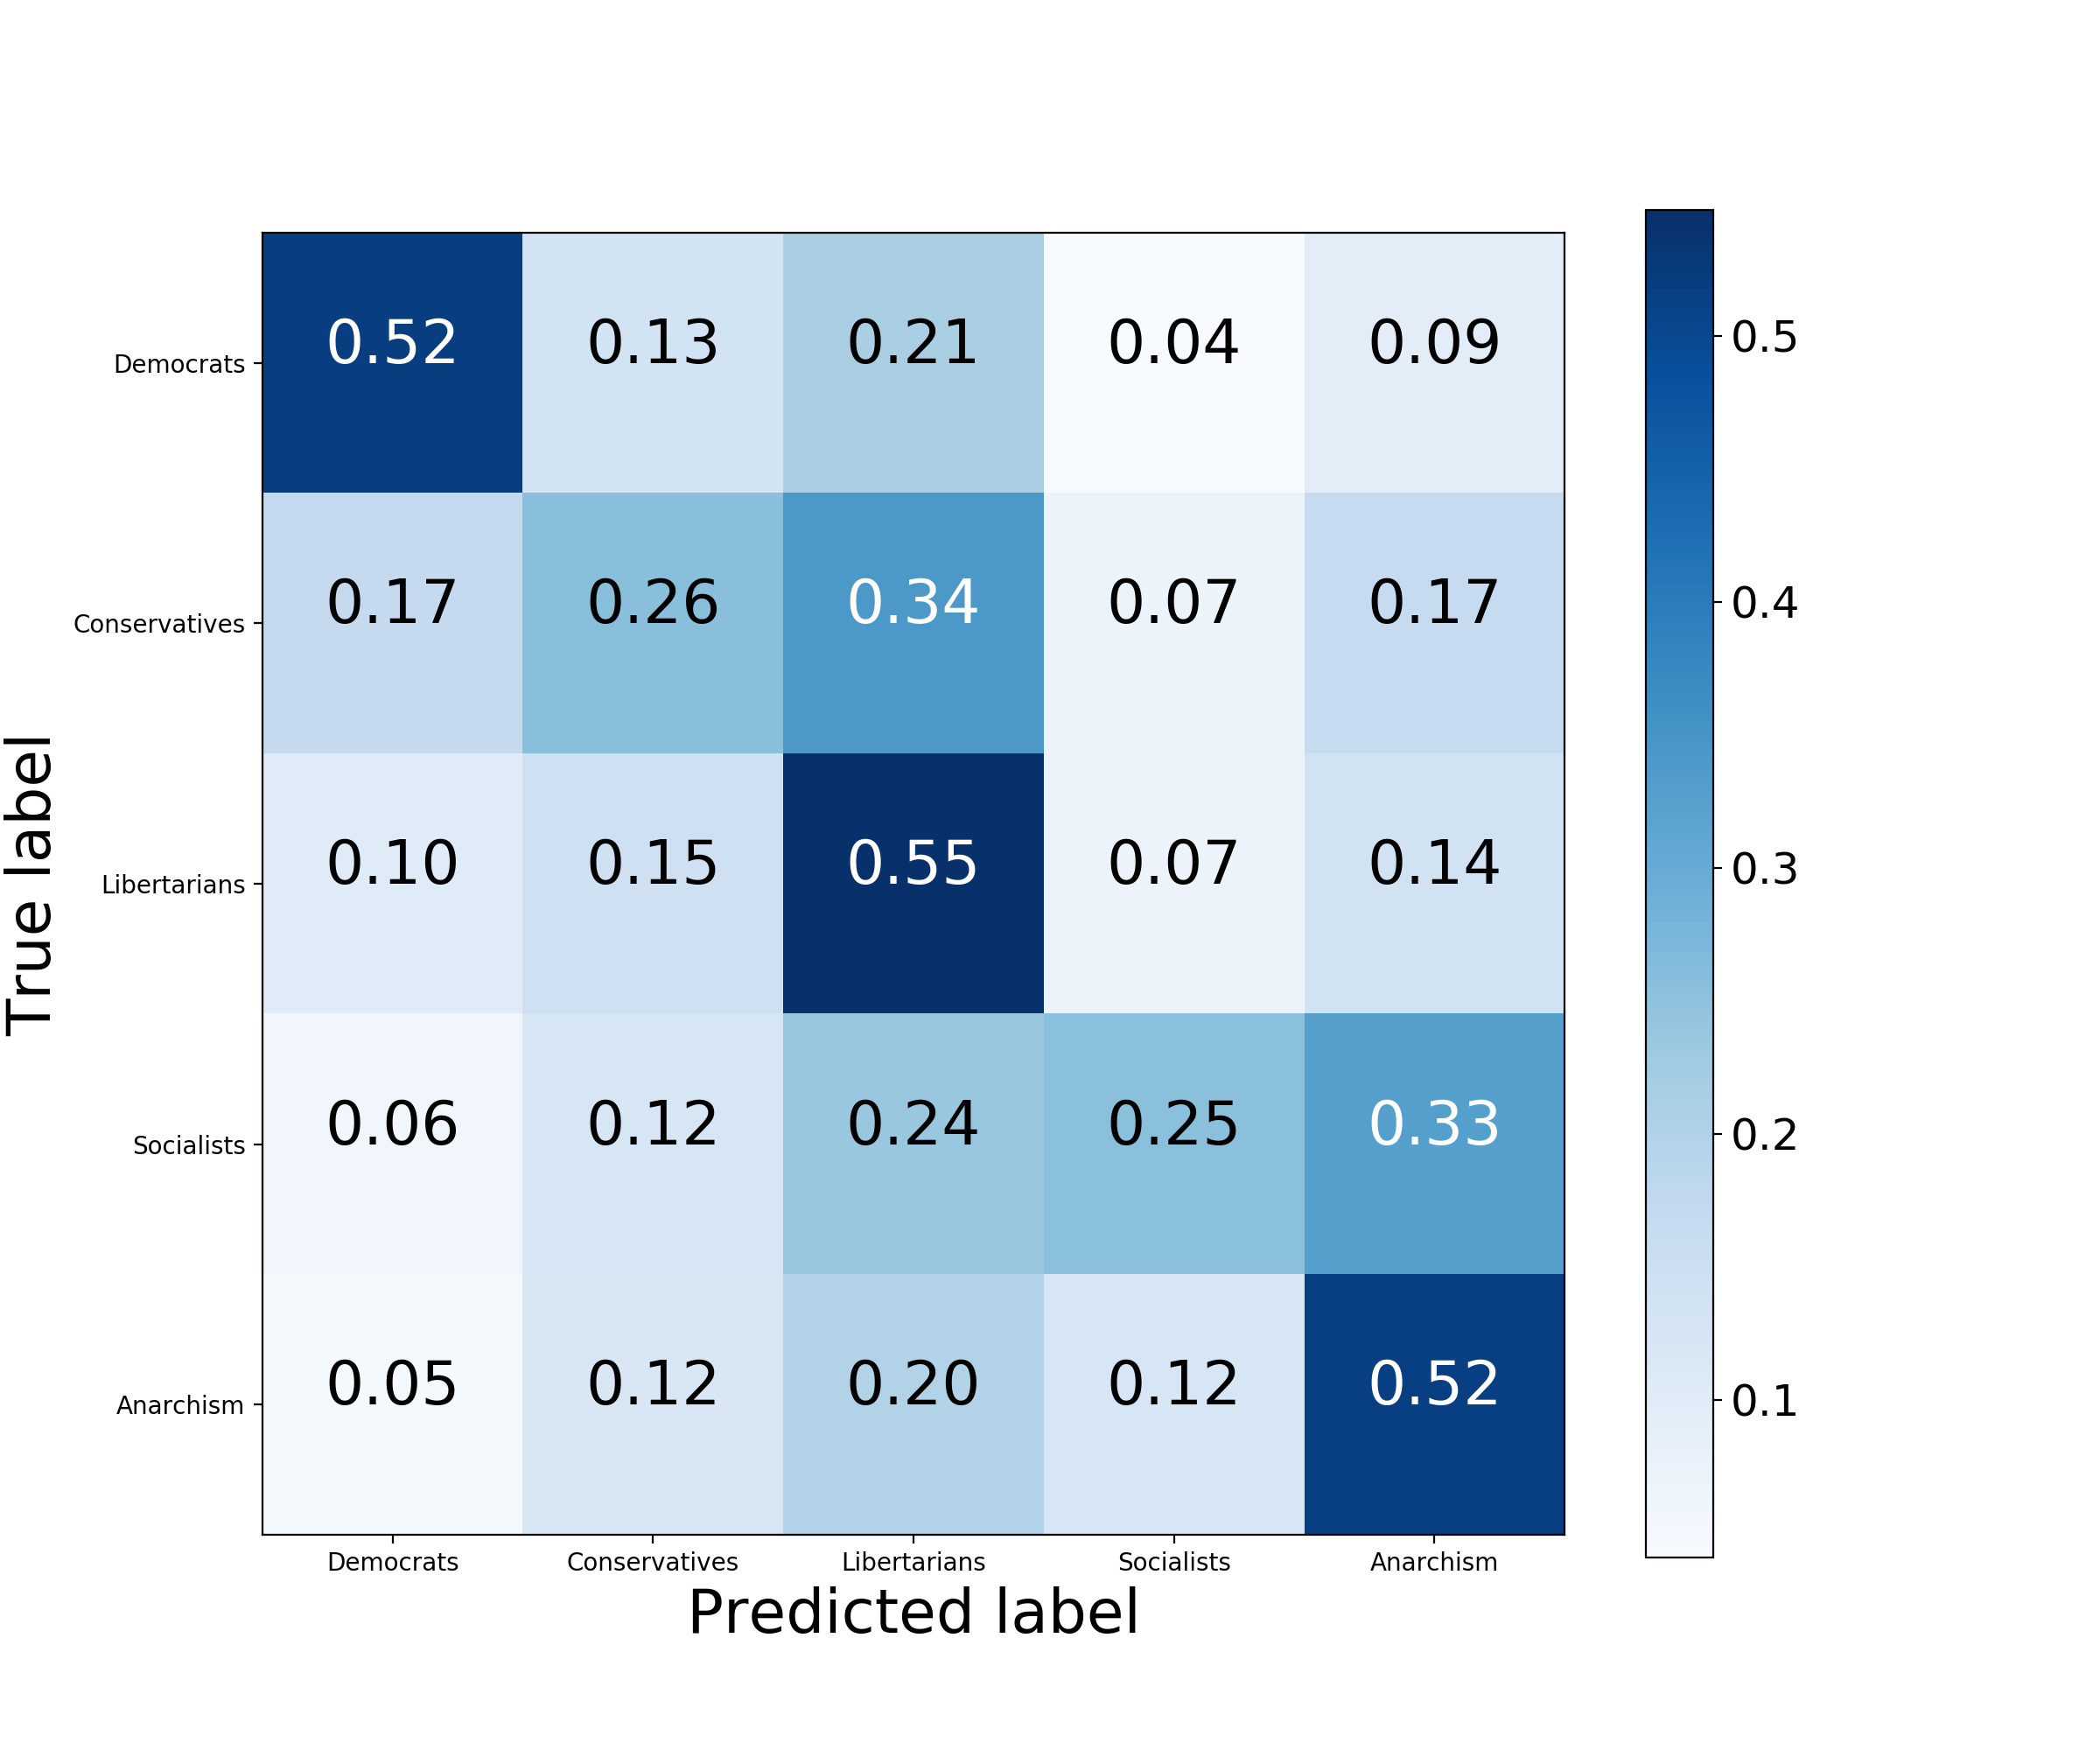 Democrats 0.52 0.13 0.21 0.04 0.09
Conservatives 0.17 0.26 0.34 0.07 0.17
Libertarians 0.10 0.15 0.55 0.07 0.14
Socialists 0.06 0.12 0.24 0.25 0.33
Anarchism 0.05 0.12 0.20 0.12 0.52
Democrats Conservatives Libertarians Socialists Anarchism
Predicted label
True label
0.5
0.4
0.3
0.2
0.1